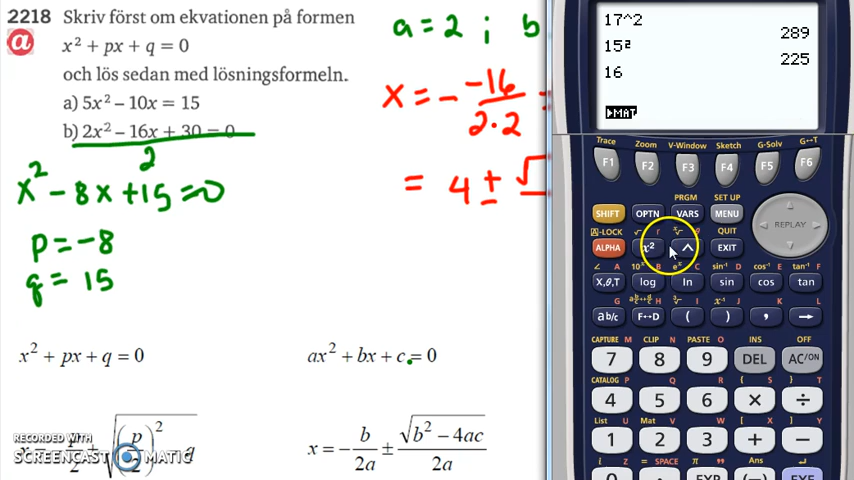 2218 Skriv först om ekvationen på formen
@ x² + px + q = 0
och lös sedan med lösningsformeln.
a) 5x² – 10x = 15
b) 2x² – 16x + 30 = 0
2
x² - 8x + 15 = 0
p = -8
q = 15
a = 2 ; b
x = - -16 / 2·2 =
= 4 ± √
x² + px + q = 0
ax² + bx + c = 0
(p/2)²
x = – b/2a ± √(b² – 4ac) / 2a
RECORDED WITH
SCREENCAST MATIC
17^2
289
15²
225
16
▶MAT
Trace Zoom V-Window Sketch G-Solv G↔T
F1 F2 F3 F4 F5 F6
PRGM SET UP
SHIFT OPTN VARS MENU REPLAY
A-LOCK √ r ˣ√ θ QUIT
ALPHA x² ^ EXIT
∠ A 10ˣ B eˣ C sin⁻¹ D cos⁻¹ E tan⁻¹ F
X,θ,T log ln sin cos tan
G H ³√ I x⁻¹ J K L
a b/c F↔D ( ) , →
CAPTURE M CLIP N PASTE O OFF
7 8 9 DEL AC/ON
CATALOG P Q R { S } T
4 5 6 × ÷
List U Mat V W [ X ] Y
1 2 3 + −
i Z = SPACE π " Ans
0 . EXP (−) EXE